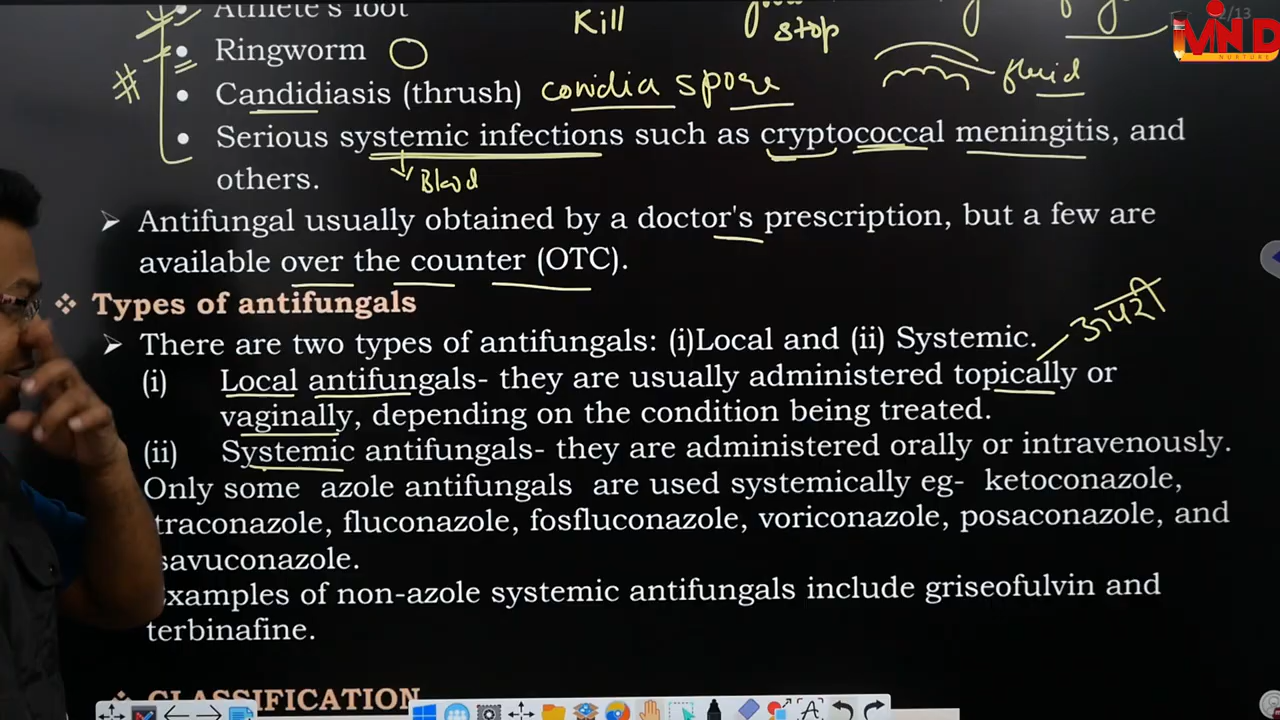 Athlete's foot
Kill
stop
2/13
MND
NURTURE
Ringworm
fluid
# Candidiasis (thrush) conidia spore
Serious systemic infections such as cryptococcal meningitis, and
others.
Blood
Antifungal usually obtained by a doctor's prescription, but a few are
available over the counter (OTC).
Types of antifungals
There are two types of antifungals: (i)Local and (ii) Systemic.
ऊपरी
(i) Local antifungals- they are usually administered topically or
vaginally, depending on the condition being treated.
(ii) Systemic antifungals- they are administered orally or intravenously.
Only some azole antifungals are used systemically eg- ketoconazole,
traconazole, fluconazole, fosfluconazole, voriconazole, posaconazole, and
savuconazole.
xamples of non-azole systemic antifungals include griseofulvin and
terbinafine.
CLASSIFICATION